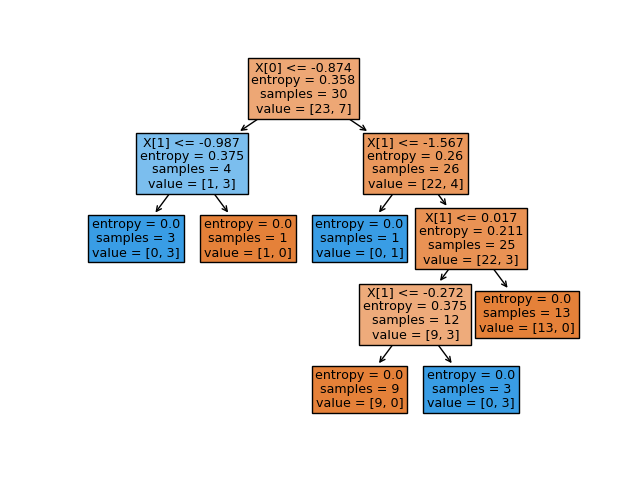 X[0] <= -0.874
entropy = 0.358
samples = 30
value = [23, 7]
X[1] <= -0.987
entropy = 0.375
samples = 4
value = [1, 3]
X[1] <= -1.567
entropy = 0.26
samples = 26
value = [22, 4]
entropy = 0.0
samples = 3
value = [0, 3]
entropy = 0.0
samples = 1
value = [1, 0]
entropy = 0.0
samples = 1
value = [0, 1]
X[1] <= 0.017
entropy = 0.211
samples = 25
value = [22, 3]
X[1] <= -0.272
entropy = 0.375
samples = 12
value = [9, 3]
entropy = 0.0
samples = 13
value = [13, 0]
entropy = 0.0
samples = 9
value = [9, 0]
entropy = 0.0
samples = 3
value = [0, 3]